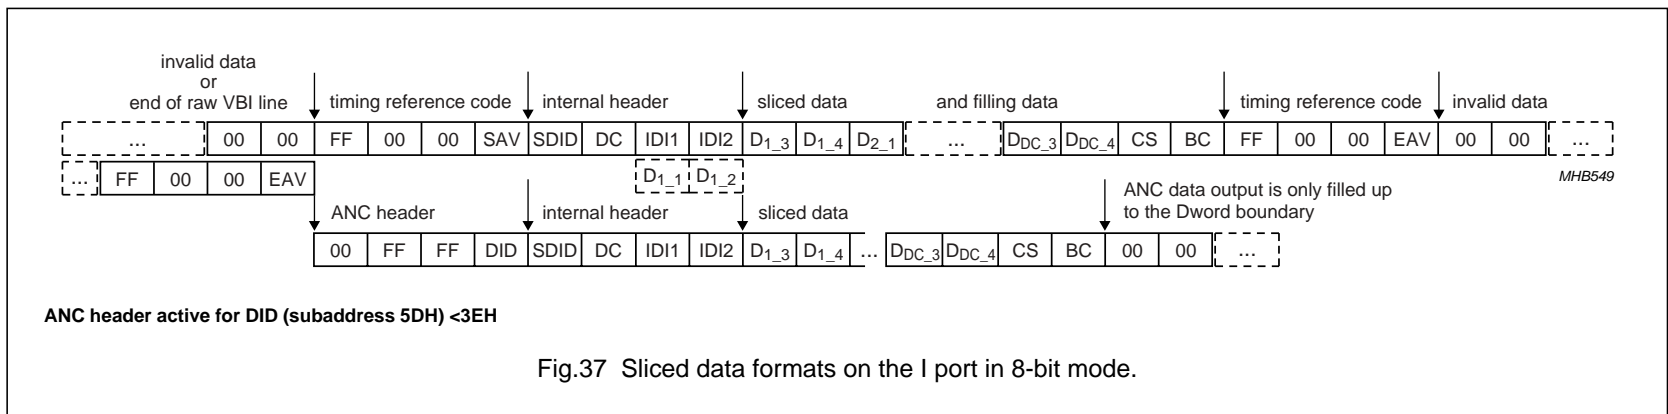 invalid data
or
end of raw VBI line
timing reference code
internal header
sliced data
and filling data
timing reference code
invalid data
... 00 00 FF 00 00 SAV SDID DC IDI1 IDI2 D1_3 D1_4 D2_1 ... DDC_3 DDC_4 CS BC FF 00 00 EAV 00 00 ...
... FF 00 00 EAV D1_1 D1_2
MHB549
ANC header
internal header
sliced data
ANC data output is only filled up
to the Dword boundary
00 FF FF DID SDID DC IDI1 IDI2 D1_3 D1_4 ... DDC_3 DDC_4 CS BC 00 00 ...
ANC header active for DID (subaddress 5DH) <3EH
Fig.37 Sliced data formats on the I port in 8-bit mode.